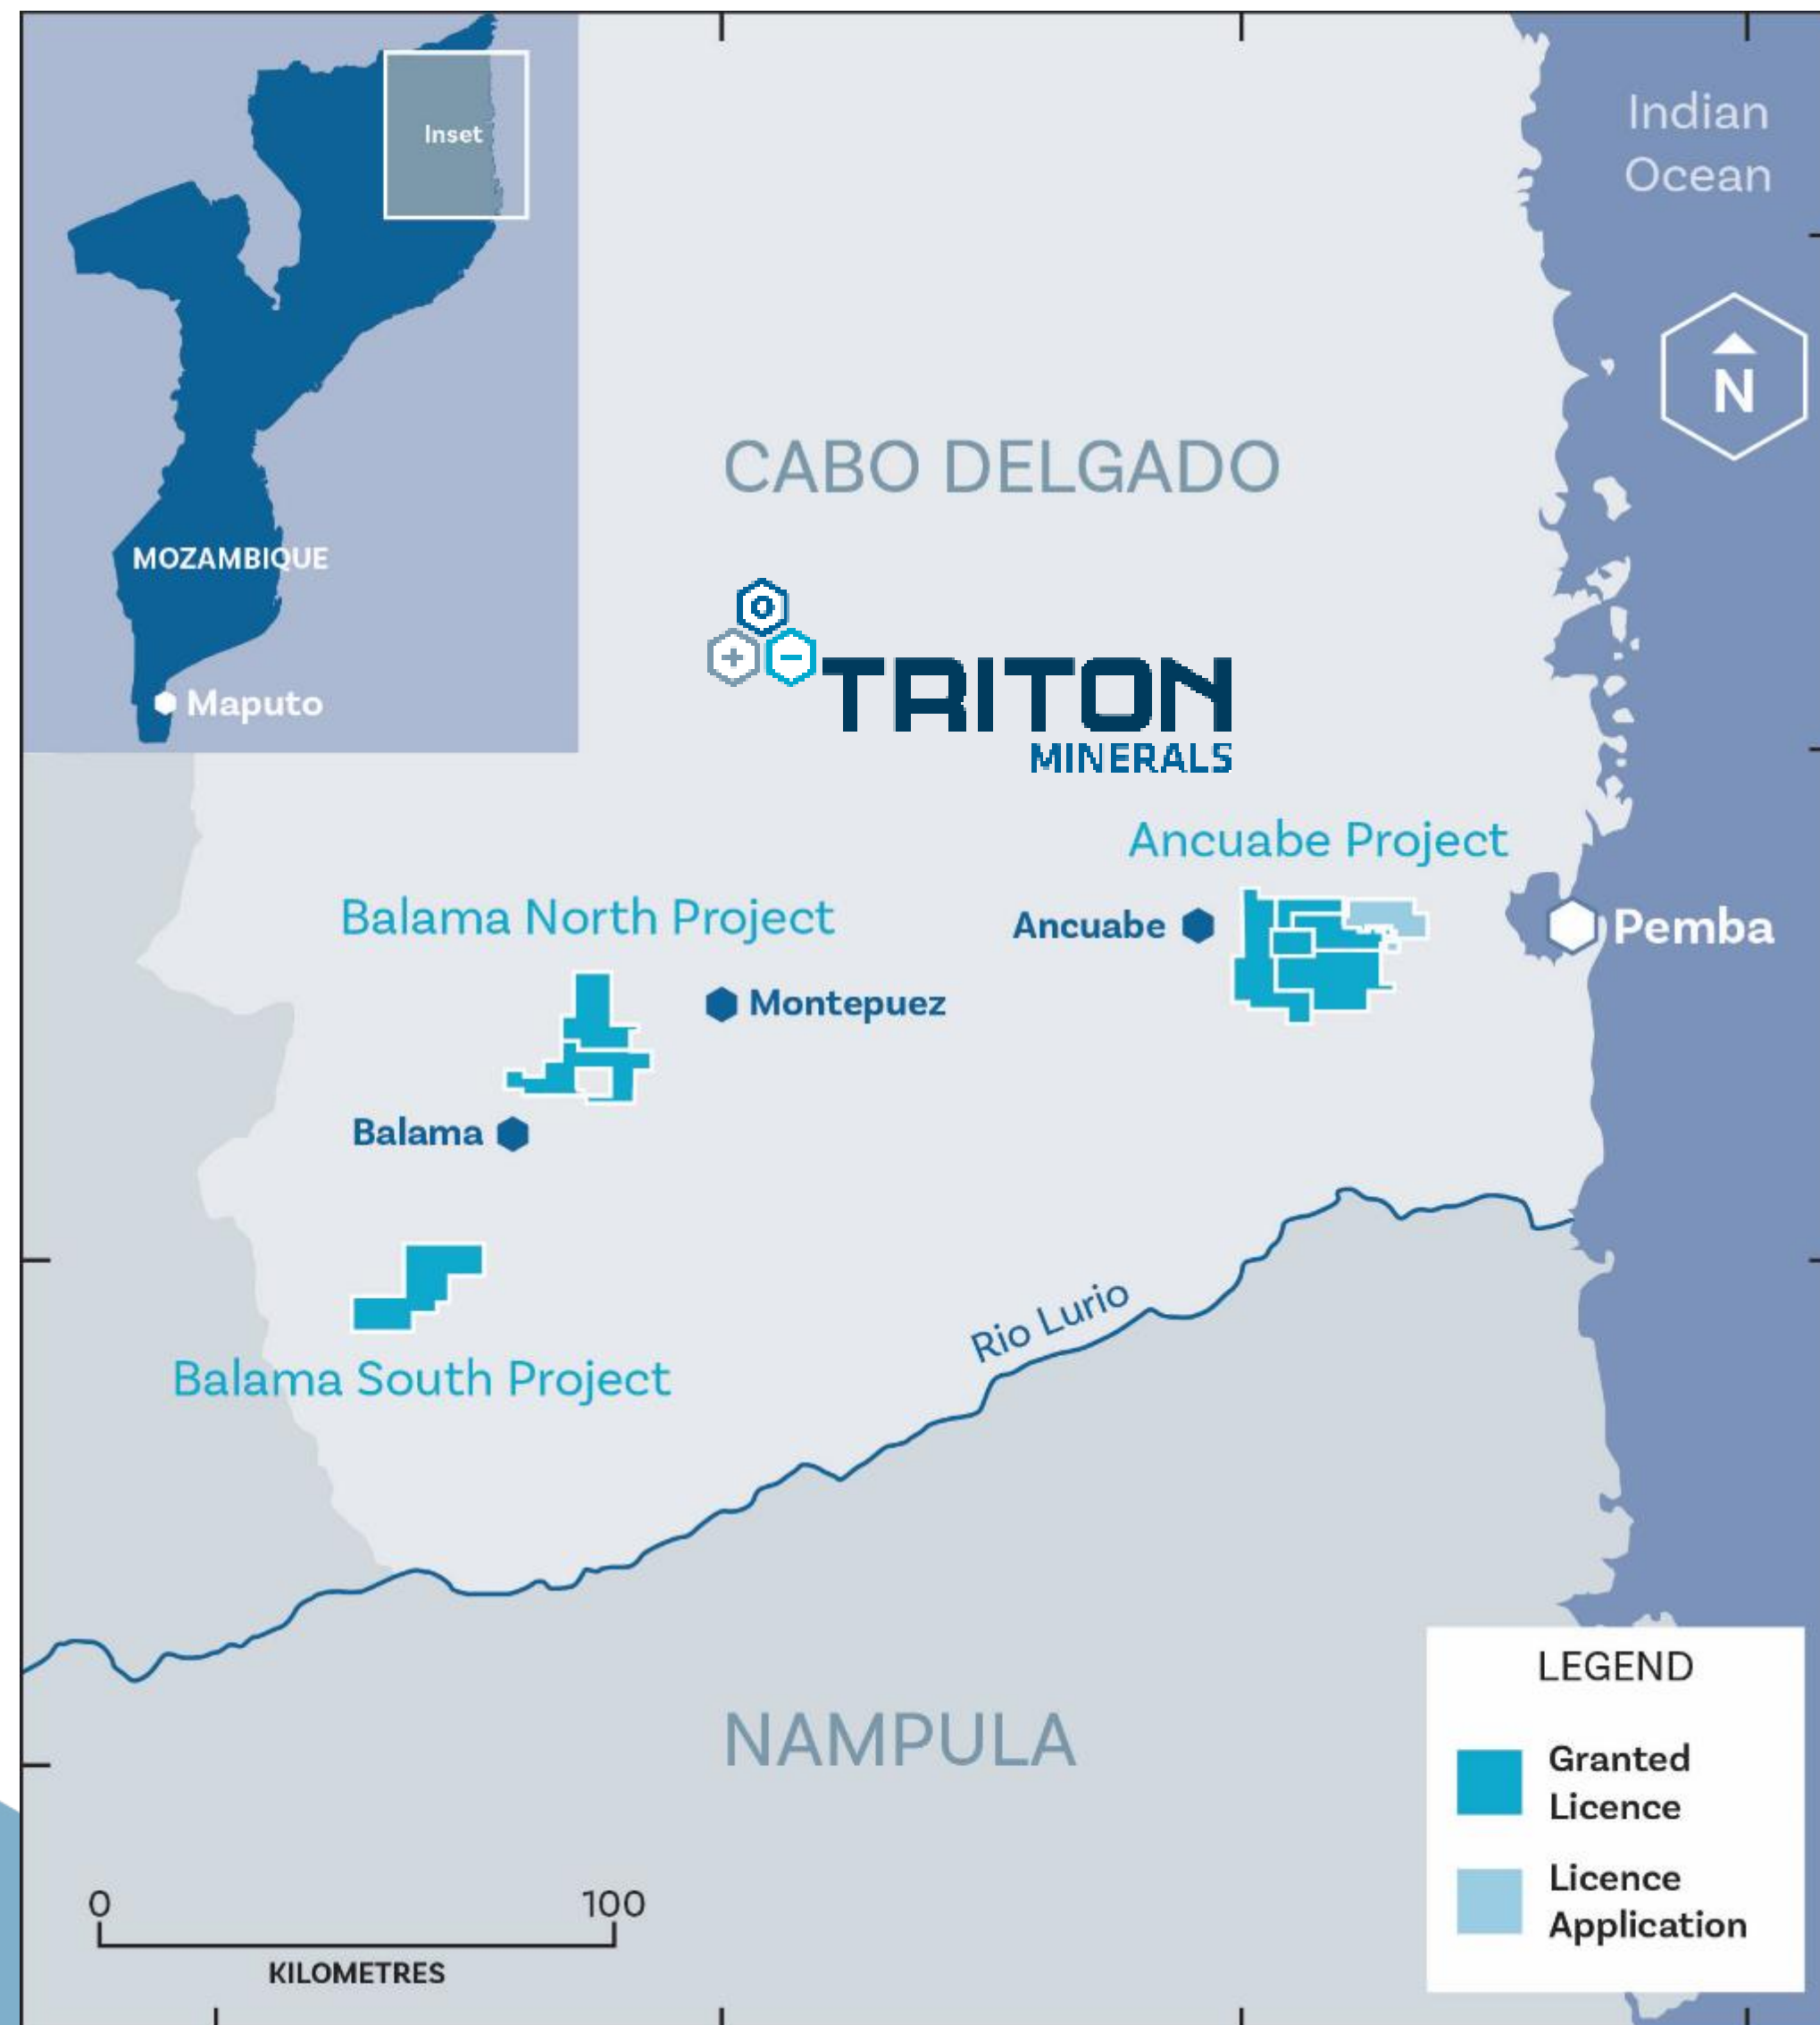 Inset
MOZAMBIQUE
Maputo
Indian
Ocean
N
CABO DELGADO
O
+ −
TRITON
MINERALS
Ancuabe Project
Balama North Project
Ancuabe
Pemba
Montepuez
Balama
Rio Lurio
Balama South Project
NAMPULA
LEGEND
Granted
Licence
Licence
Application
0 100
KILOMETRES